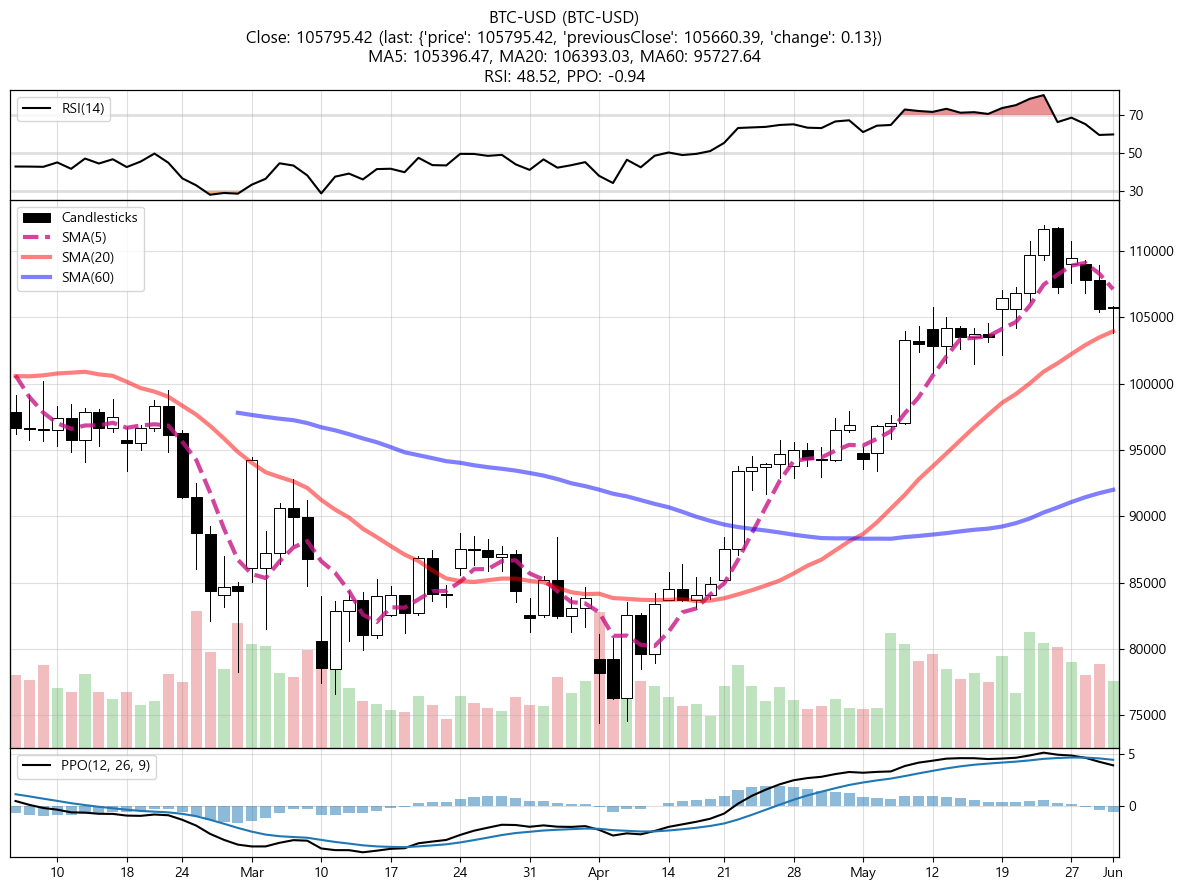 BTC-USD (BTC-USD)
Close: 105795.42 (last: {'price': 105795.42, 'previousClose': 105660.39, 'change': 0.13})
MA5: 105396.47, MA20: 106393.03, MA60: 95727.64
RSI: 48.52, PPO: -0.94
RSI(14)
70
50
30
Candlesticks
SMA(5)
SMA(20)
SMA(60)
110000
105000
100000
95000
90000
85000
80000
75000
PPO(12, 26, 9)
5
0
10 18 24 Mar 10 17 24 31 Apr 14 21 28 May 12 19 27 Jun